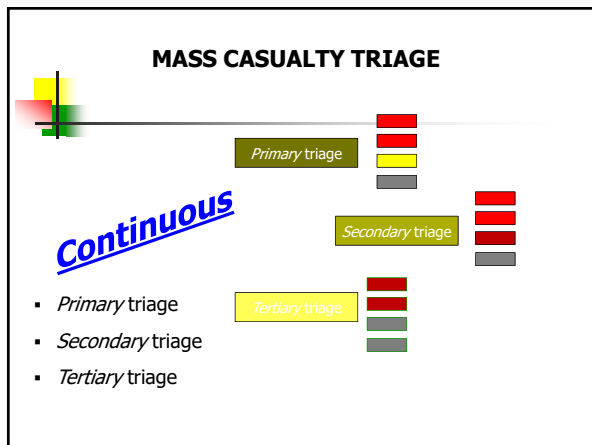 MASS CASUALTY TRIAGE
Primary triage
Continuous
Secondary triage
Tertiary triage
▪ Primary triage
▪ Secondary triage
▪ Tertiary triage